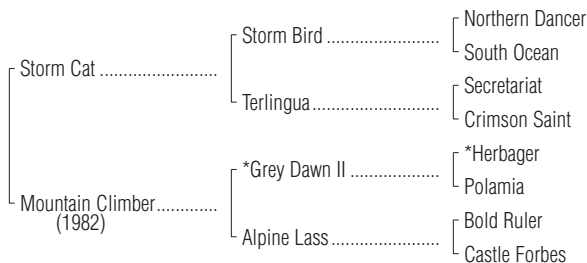 Northern Dancer
Storm Bird ........................
South Ocean
Storm Cat .........................
Secretariat
Terlingua ...........................
Crimson Saint
*Herbager
*Grey Dawn II ...................
Polamia
Mountain Climber.............
(1982)
Bold Ruler
Alpine Lass .......................
Castle Forbes